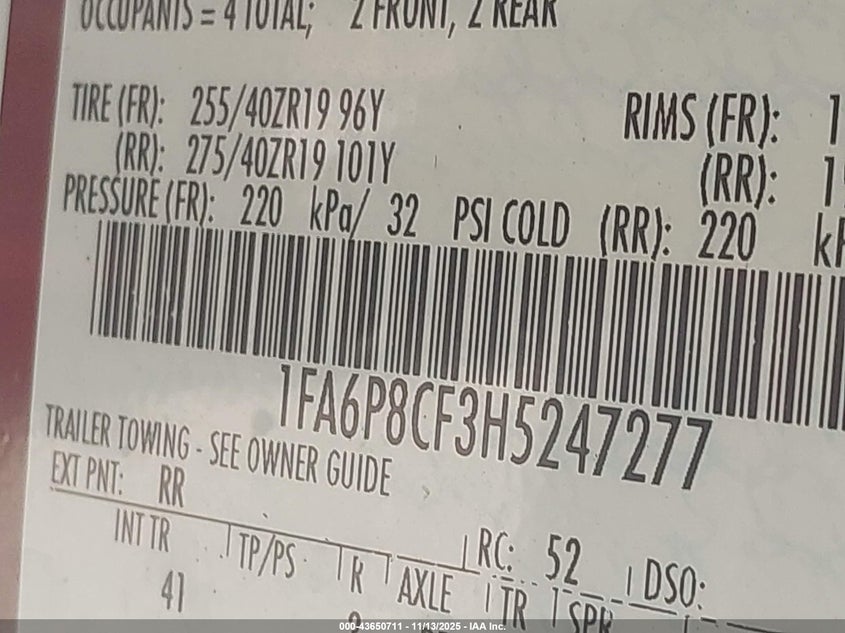 OCCUPANTS = 4 TOTAL; 2 FRONT, 2 REAR
TIRE (FR): 255/40ZR19 96Y RIMS (FR): 1
(RR): 275/40ZR19 101Y (RR): 1
PRESSURE (FR): 220 kPa/ 32 PSI COLD (RR): 220
1FA6P8CF3H5247277
TRAILER TOWING - SEE OWNER GUIDE
EXT PNT: RR RC: 52 DSO:
INT TR TP/PS R AXLE TR SPR
41
000-43650711 - 11/13/2025 - IAA Inc.